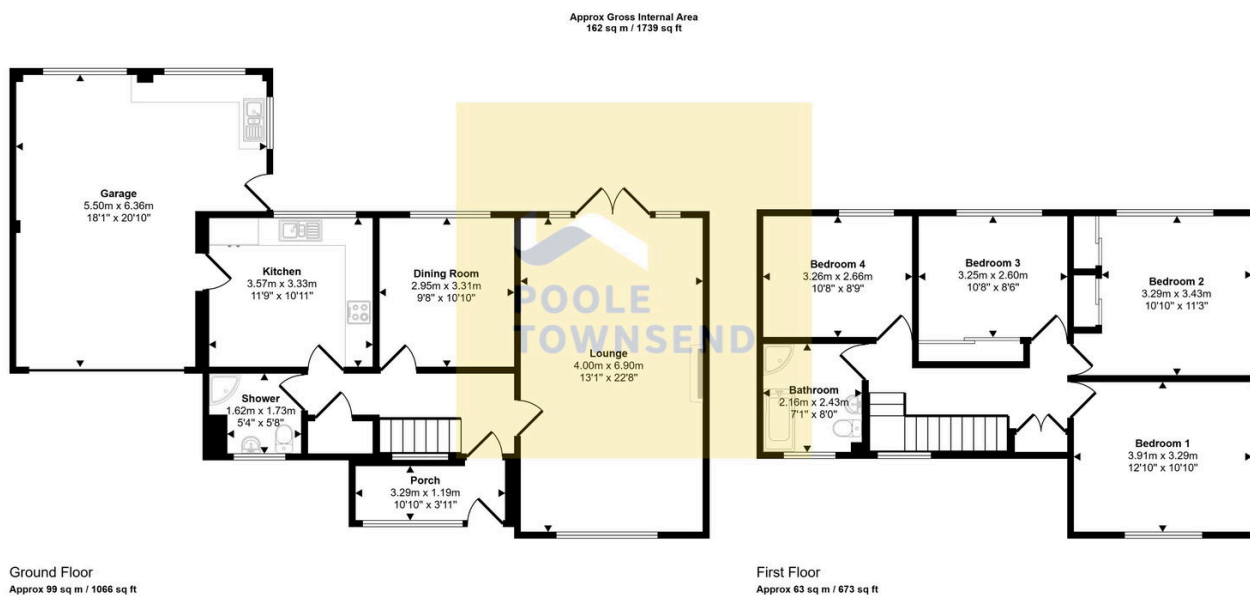 Approx Gross Internal Area
162 sq m / 1739 sq ft
Garage
5.50m x 6.36m
18'1" x 20'10"
Kitchen
3.57m x 3.33m
11'9" x 10'11"
Dining Room
2.95m x 3.31m
9'8" x 10'10"
POOLE
TOWNSEND
Lounge
4.00m x 6.90m
13'1" x 22'8"
Shower
1.62m x 1.73m
5'4" x 5'8"
Porch
3.29m x 1.19m
10'10" x 3'11"
Ground Floor
Approx 99 sq m / 1066 sq ft
Bedroom 4
3.26m x 2.66m
10'8" x 8'9"
Bedroom 3
3.25m x 2.60m
10'8" x 8'6"
Bedroom 2
3.29m x 3.43m
10'10" x 11'3"
Bathroom
2.16m x 2.43m
7'1" x 8'0"
Bedroom 1
3.91m x 3.29m
12'10" x 10'10"
First Floor
Approx 63 sq m / 673 sq ft